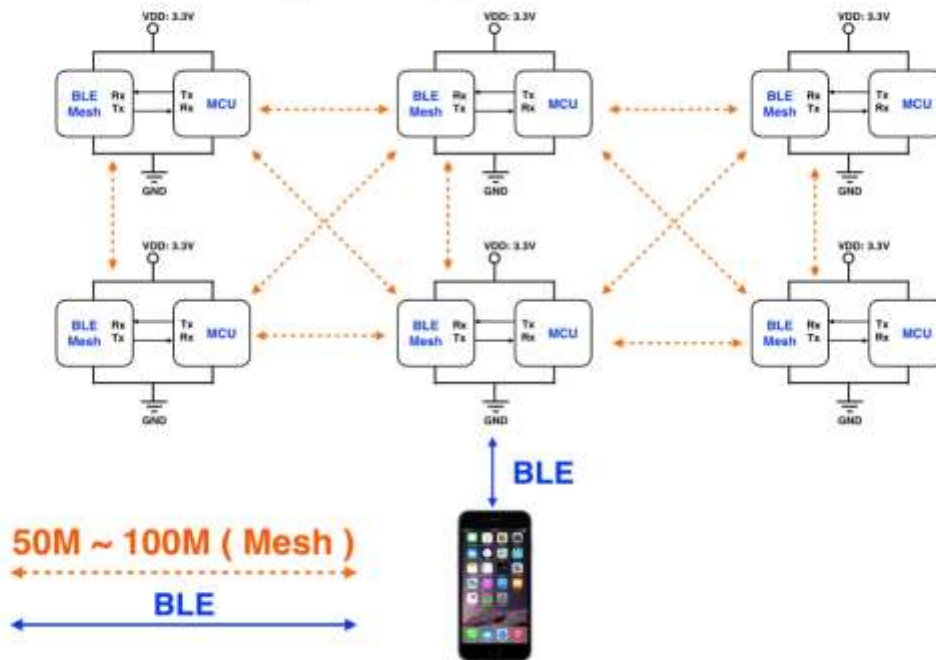 VDD: 3.3V VDD: 3.3V VDD: 3.3V
BLE Mesh Rx Tx Tx Rx MCU BLE Mesh Rx Tx Tx Rx MCU BLE Mesh Rx Tx Tx Rx MCU
GND GND GND
VDD: 3.3V VDD: 3.3V VDD: 3.3V
BLE Mesh Rx Tx Tx Rx MCU BLE Mesh Rx Tx Tx Rx MCU BLE Mesh Rx Tx Tx Rx MCU
GND GND GND
BLE
50M ~ 100M ( Mesh )
BLE